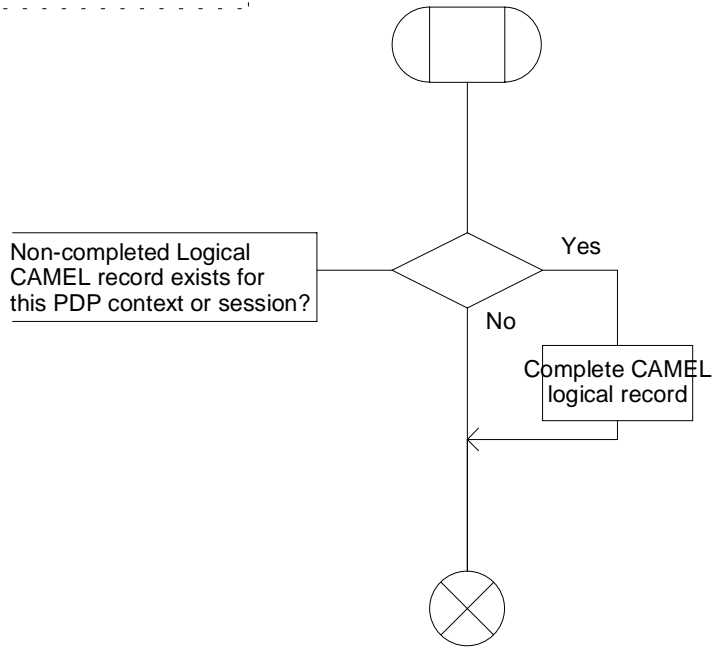 Non-completed Logical
CAMEL record exists for
this PDP context or session?
Yes
No
Complete CAMEL
logical record